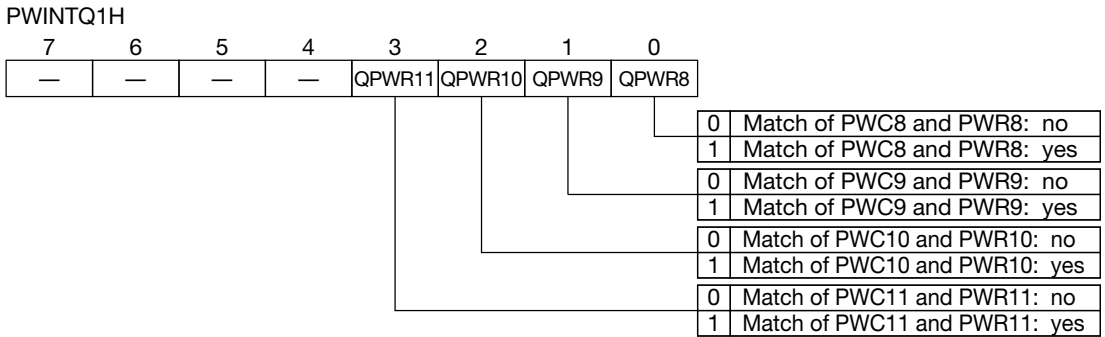 PWINTQ1H
7 6 5 4 3 2 1 0
— — — — QPWR11 QPWR10 QPWR9 QPWR8
0 Match of PWC8 and PWR8: no
1 Match of PWC8 and PWR8: yes
0 Match of PWC9 and PWR9: no
1 Match of PWC9 and PWR9: yes
0 Match of PWC10 and PWR10: no
1 Match of PWC10 and PWR10: yes
0 Match of PWC11 and PWR11: no
1 Match of PWC11 and PWR11: yes